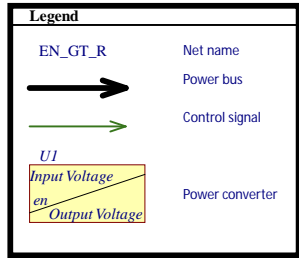 Legend
EN_GT_R Net name
Power bus
Control signal
U1
Input Voltage
en
Output Voltage
Power converter